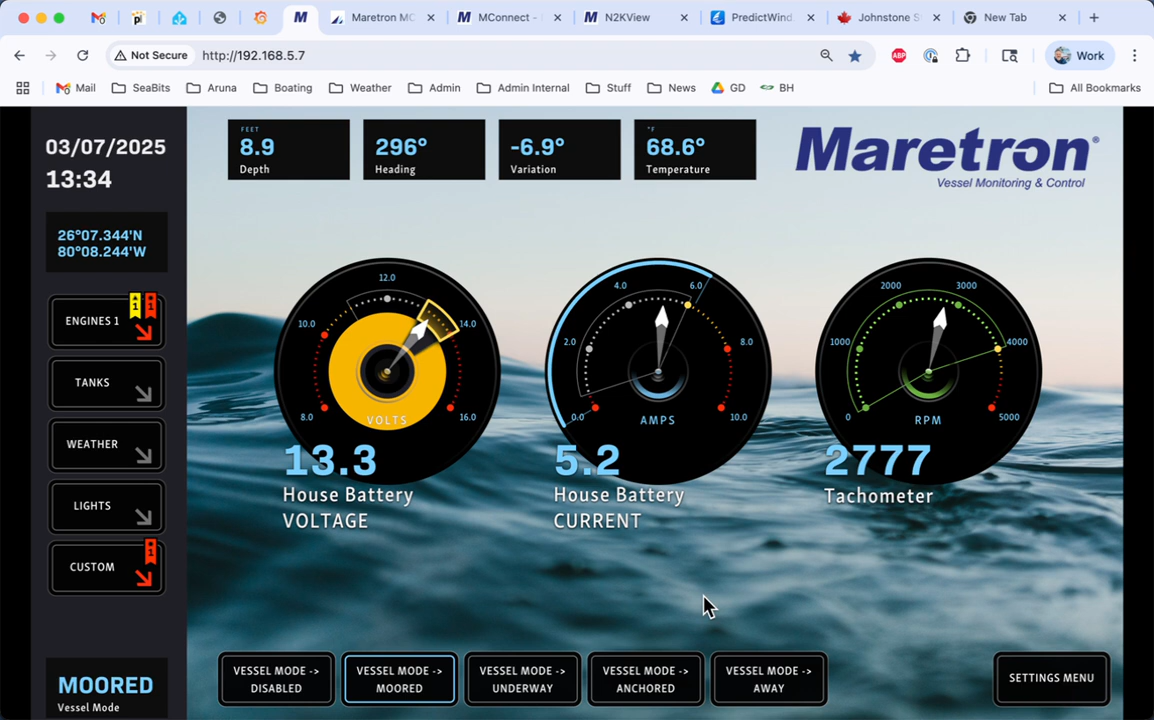 Maretron MC
MConnect -
N2KView
PredictWind
Johnstone S
New Tab
Not Secure
http://192.168.5.7
Work
Mail
SeaBits
Aruna
Boating
Weather
Admin
Admin Internal
Stuff
News
GD
BH
All Bookmarks
03/07/2025
13:34
26°07.344'N
80°08.244'W
ENGINES 1
1
1
TANKS
WEATHER
LIGHTS
CUSTOM
1
MOORED
Vessel Mode
FEET
8.9
Depth
296°
Heading
-6.9°
Variation
°F
68.6°
Temperature
Maretron®
Vessel Monitoring & Control
8.0
10.0
12.0
14.0
16.0
VOLTS
13.3
House Battery
VOLTAGE
0.0
2.0
4.0
6.0
8.0
10.0
AMPS
5.2
House Battery
CURRENT
0
1000
2000
3000
4000
5000
RPM
2777
Tachometer
VESSEL MODE ->
DISABLED
VESSEL MODE ->
MOORED
VESSEL MODE ->
UNDERWAY
VESSEL MODE ->
ANCHORED
VESSEL MODE ->
AWAY
SETTINGS MENU